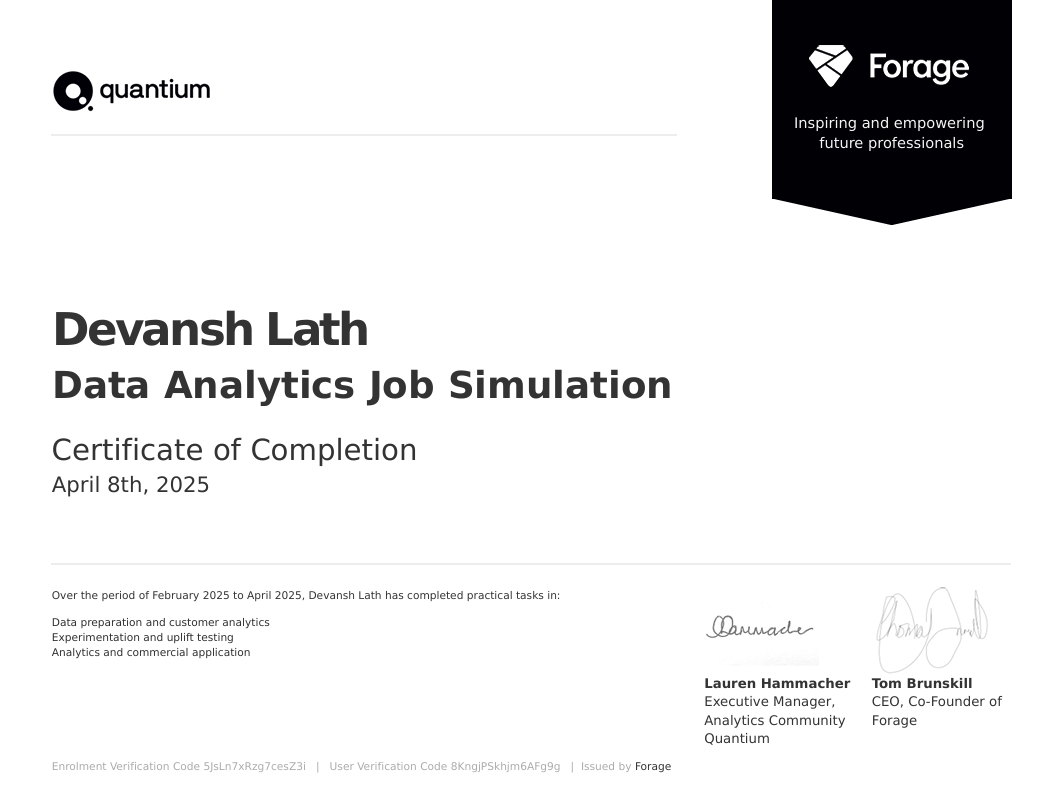 quantium
Forage
Inspiring and empowering
future professionals
Devansh Lath
Data Analytics Job Simulation
Certificate of Completion
April 8th, 2025
Over the period of February 2025 to April 2025, Devansh Lath has completed practical tasks in:
Data preparation and customer analytics
Experimentation and uplift testing
Analytics and commercial application
Lauren Hammacher
Executive Manager,
Analytics Community
Quantium
Tom Brunskill
CEO, Co-Founder of
Forage
Enrolment Verification Code 5JsLn7xRzg7cesZ3i | User Verification Code 8KngjPSkhjm6AFg9g | Issued by Forage